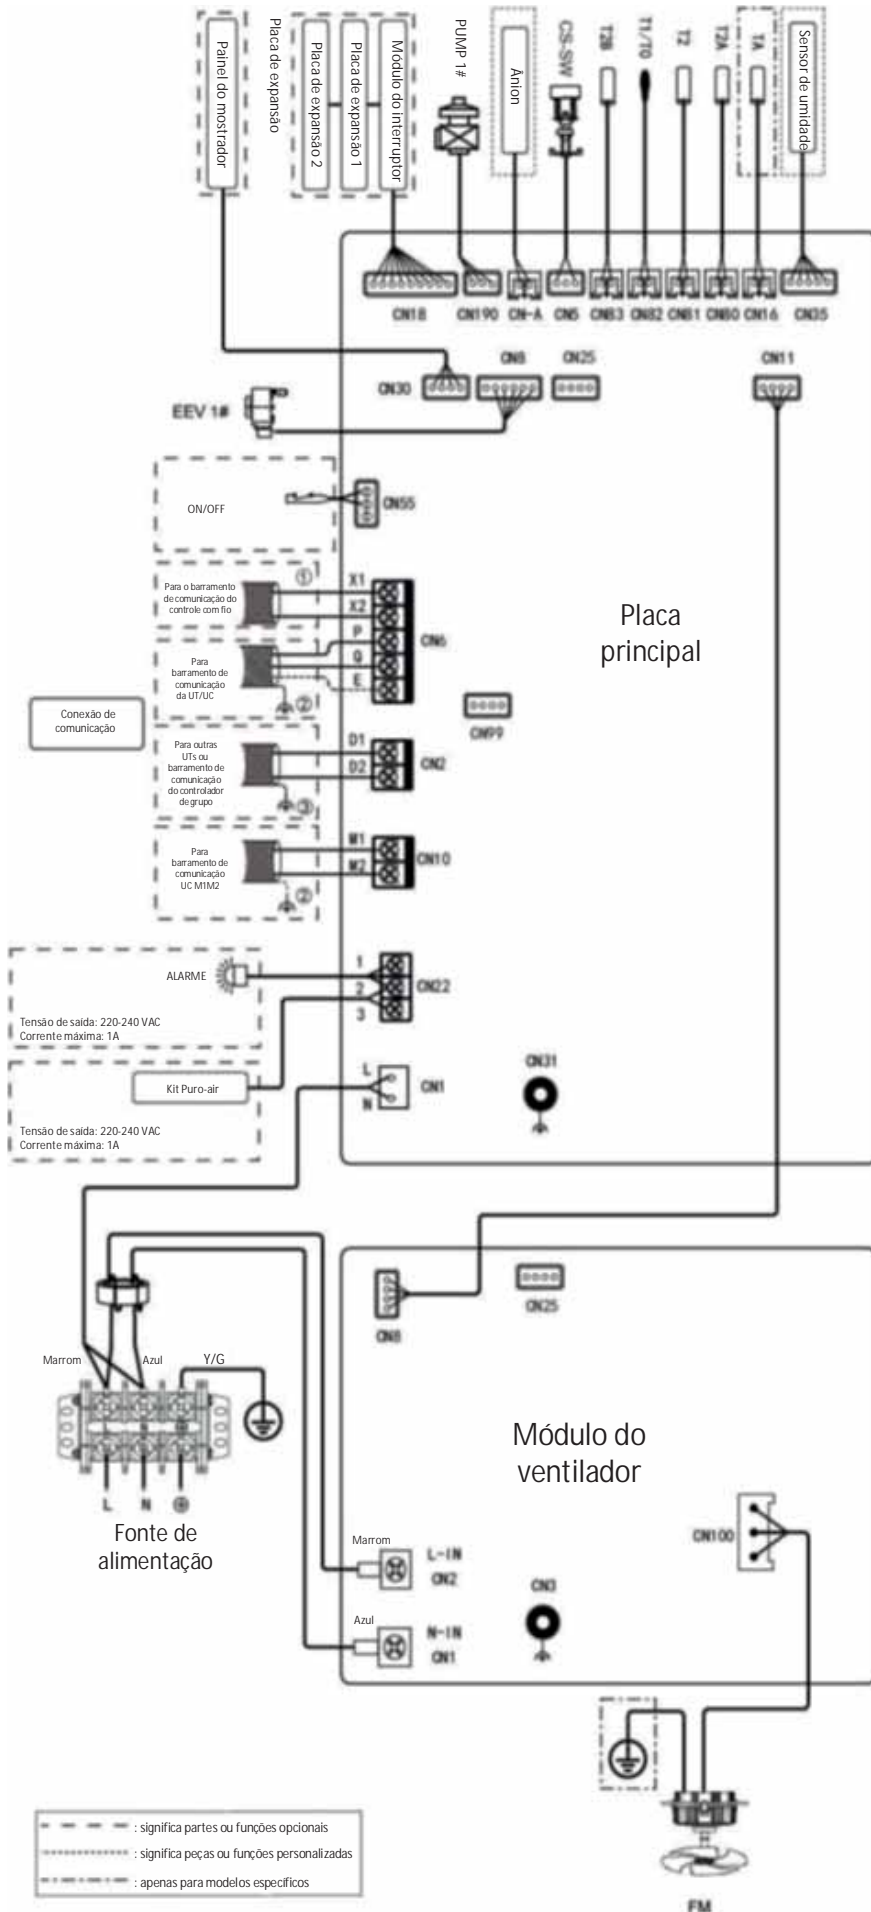 Painel do mostrador
Placa de expansão
Placa de expansão 2
Placa de expansão 1
Módulo do interruptor
PUMP 1#
Ânion
CS-SW
T2B
T1/T0
T2
T2A
TA
Sensor de umidade
CN18
CN190
CN-A
CN5
CN83
CN82
CN81
CN80
CN16
CN35
CN30
CN8
CN25
CN11
EEV 1#
ON/OFF
CN55
Para o barramento
de comunicação do
controle com fio
①
X1
X2
P
Q
E
CN6
Para
barramento de
comunicação
da UT/UC
②
Placa
principal
Conexão de
comunicação
CN99
Para outras
UTs ou
barramento de
comunicação
do controlador
de grupo
③
D1
D2
CN2
Para
barramento de
comunicação
UC M1M2
②
M1
M2
CN10
ALARME
1
2
3
CN22
Tensão de saída: 220-240 VAC
Corrente máxima: 1A
Kit Puro-air
L
N
CN1
CN31
Tensão de saída: 220-240 VAC
Corrente máxima: 1A
CN8
CN25
Marrom
Azul
Y/G
L
N
Fonte de
alimentação
Módulo do
ventilador
CN100
Marrom
L-IN
CN2
CN3
Azul
N-IN
CN1
: significa partes ou funções opcionais
: significa peças ou funções personalizadas
: apenas para modelos específicos
FM